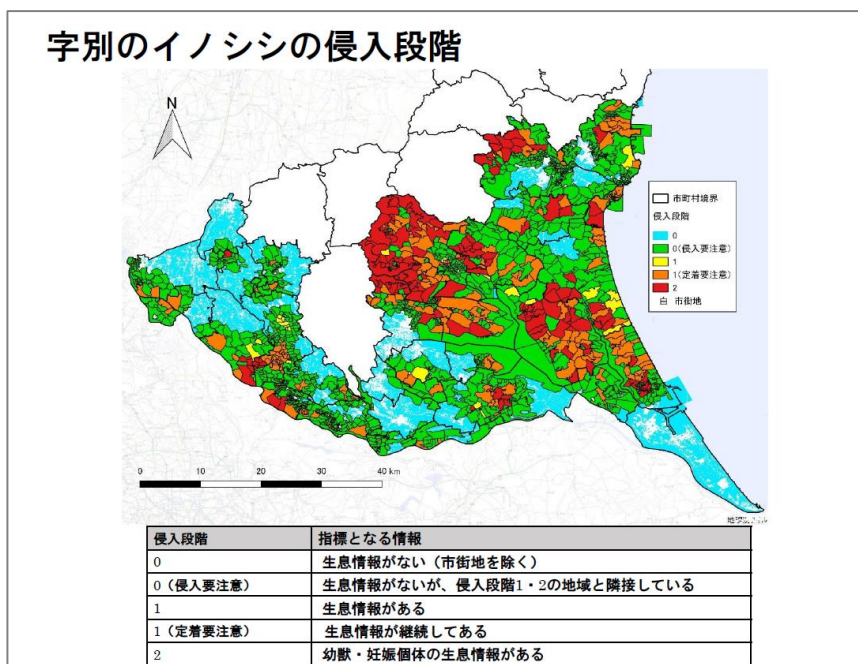 字別のイノシシの侵入段階
N
市町村境界
侵入段階
0
0(侵入要注意)
1
1(定着要注意)
2
白 市街地
0 10 20 30 40 km
侵入段階 指標となる情報
0 生息情報がない（市街地を除く）
0（侵入要注意） 生息情報がないが、侵入段階1・2の地域と隣接している
1 生息情報がある
1（定着要注意） 生息情報が継続してある
2 幼獣・妊娠個体の生息情報がある